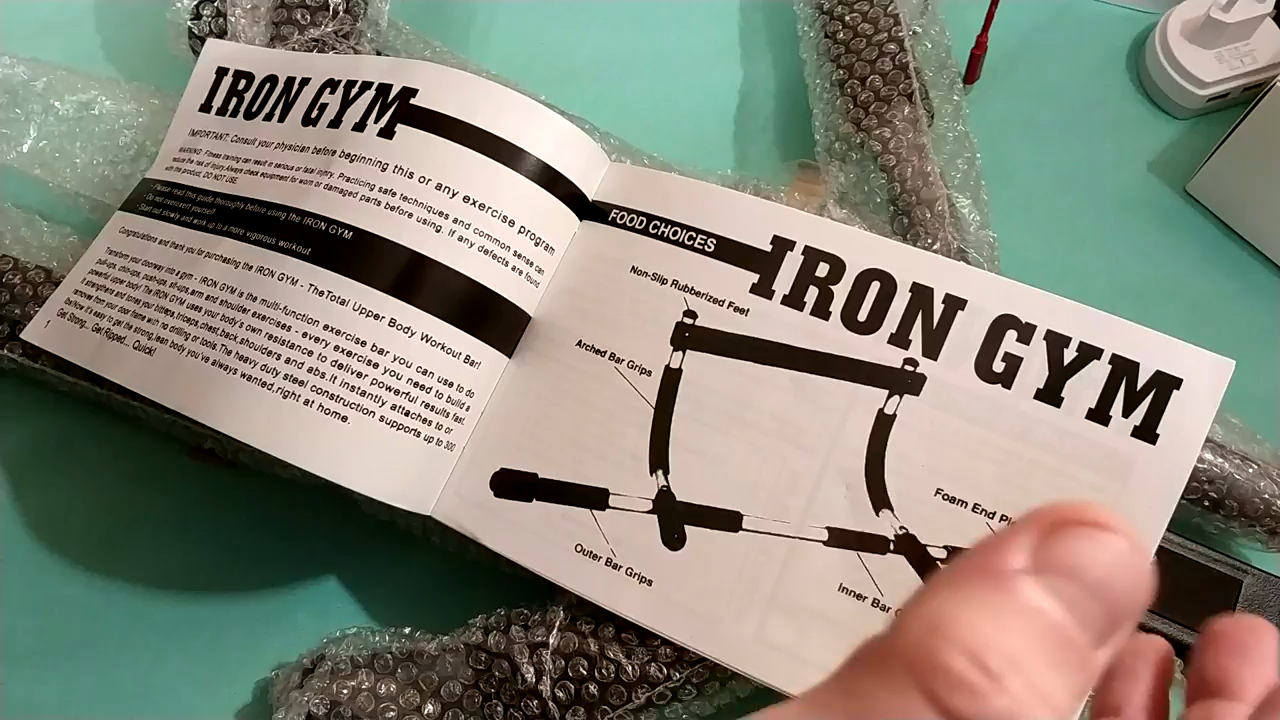 IRON GYM
IMPORTANT: Consult your physician before beginning this or any exercise program
WARNING: Fitness training can result in serious or fatal injury. Practicing safe techniques and common sense can
reduce the risk of injury. Always check equipment for worn or damaged parts before using. If any defects are found
with the product, DO NOT USE.
- Please read this guide thoroughly before using the IRON GYM.
- Do not overexert yourself
- Start out slowly and work up to a more vigorous workout
Congratulations and thank you for purchasing the IRON GYM - The Total Upper Body Workout Bar!
Transform your doorway into a gym - IRON GYM is the multi-function exercise bar you can use to do
pull-ups, chin-ups, push-ups, sit-ups, arm and shoulder exercises - every exercise you need to build a
powerful upper body! The IRON GYM uses your body's own resistance to deliver powerful results fast.
It strengthens and tones your biceps, triceps, chest, back, shoulders and abs. It instantly attaches to or
removes from your door frame with no drilling or tools. The heavy duty steel construction supports up to 300
lbs! Now it's easy to get the strong, lean body you've always wanted, right at home.
Get Strong... Get Ripped... Quick!
1
FOOD CHOICES
IRON GYM
Non-Slip Rubberized Feet
Arched Bar Grips
Foam End
Outer Bar Grips
Inner Bar